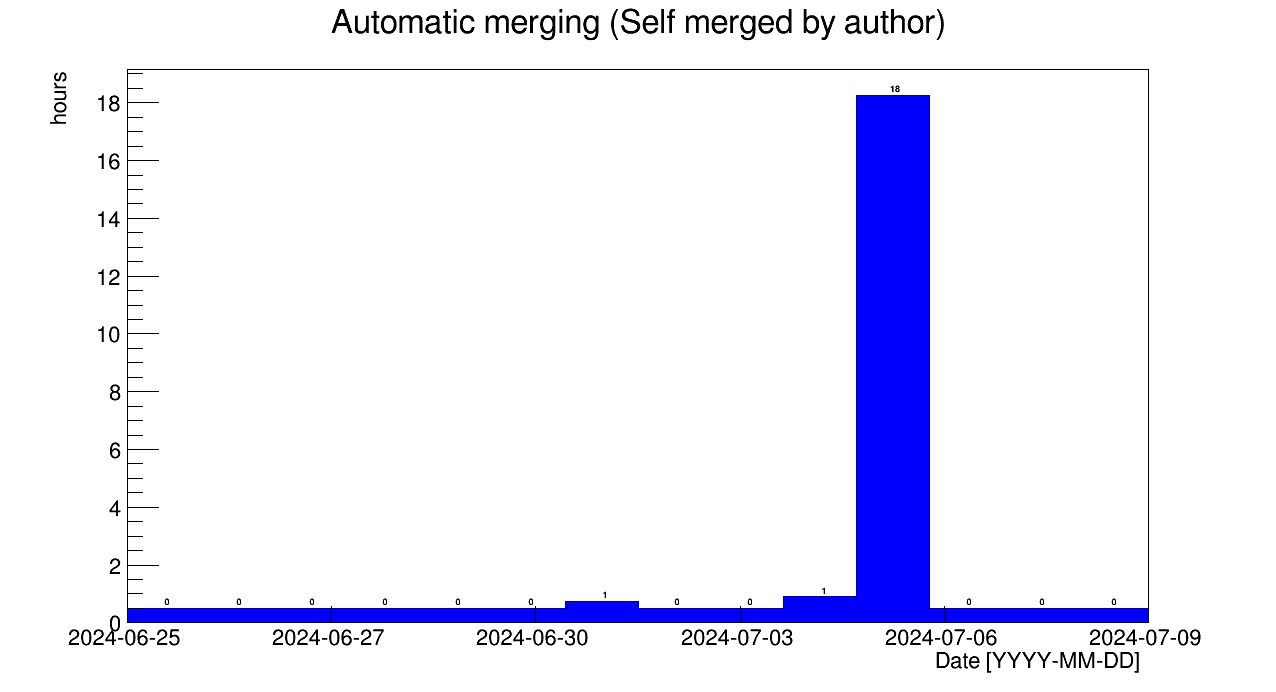 Automatic merging (Self merged by author)
hours
18
16
14
12
10
8
6
4
2
0
18
1
1
0 0 0 0 0 0 0 0 0 0 0
2024-06-25 2024-06-27 2024-06-30 2024-07-03 2024-07-06 2024-07-09
Date [YYYY-MM-DD]